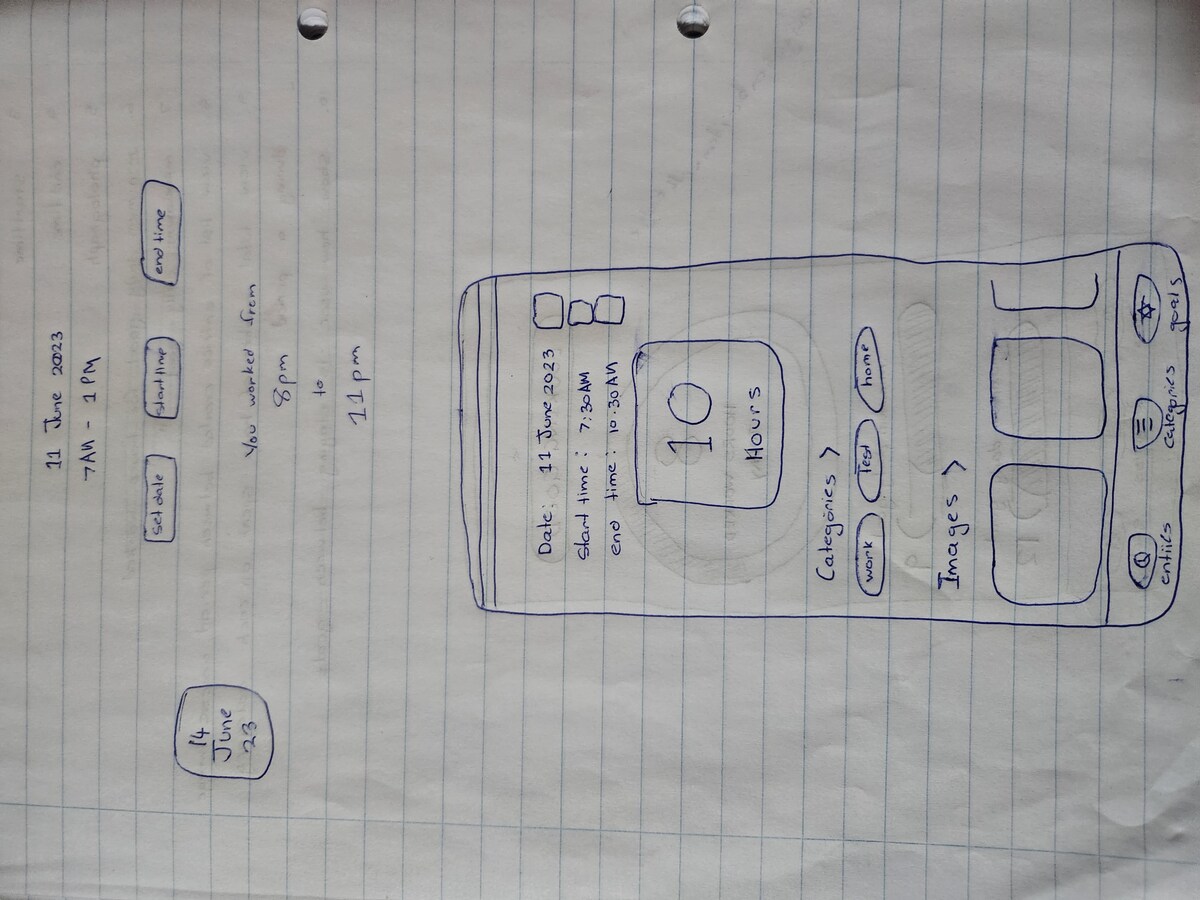 11 June 2023
7AM - 1 PM
set date
start time
end time
You worked from
8pm
to
11pm
14
June
23
Date: 11 June 2023
Start time: 7:30AM
end time: 10:30AM
10
Hours
Categories >
work
Test
home
Images >
categories
goals